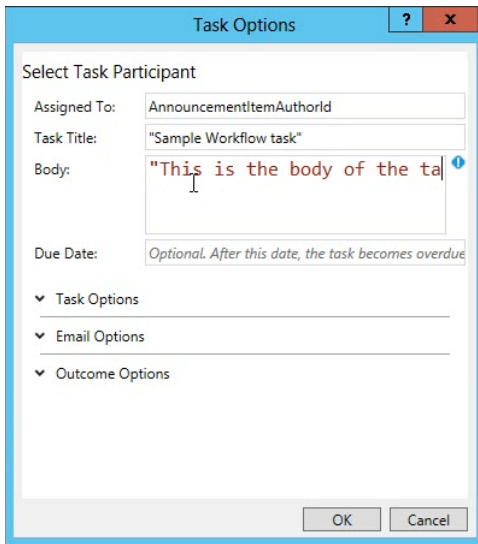 Task Options
?
x
Select Task Participant
Assigned To: AnnouncementItemAuthorId
Task Title: "Sample Workflow task"
Body: "This is the body of the ta
Due Date: Optional. After this date, the task becomes overdue
Task Options
Email Options
Outcome Options
OK Cancel